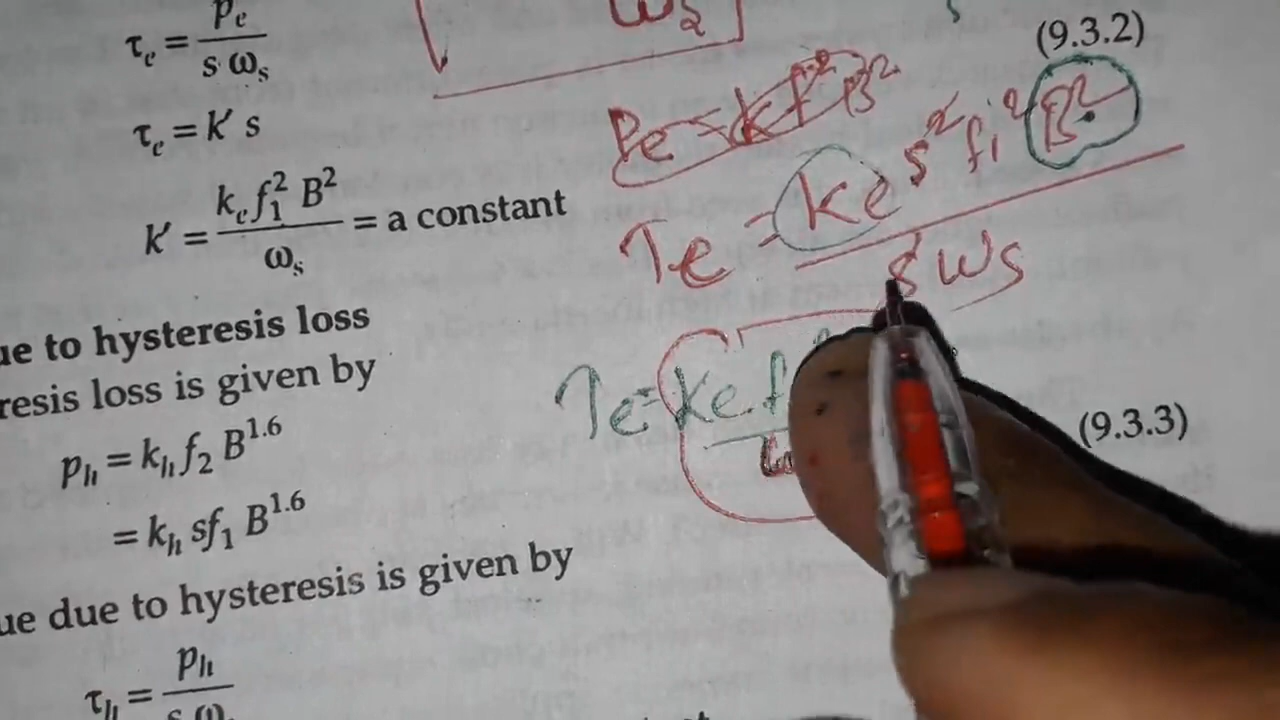 τₑ = pₑ / s ωₛ
τₑ = k′ s
k′ = kₑ f₁² B² / ωₛ = a constant
ue to hysteresis loss
resis loss is given by
pₕ = kₕ f₂ B^1.6
= kₕ sf₁ B^1.6
ue due to hysteresis is given by
τₕ = pₕ / s ω
ω₂
(9.3.2)
Pe = kf² B²
Te = ke s² f₁² B² / s ωs
Te = ke f
(9.3.3)